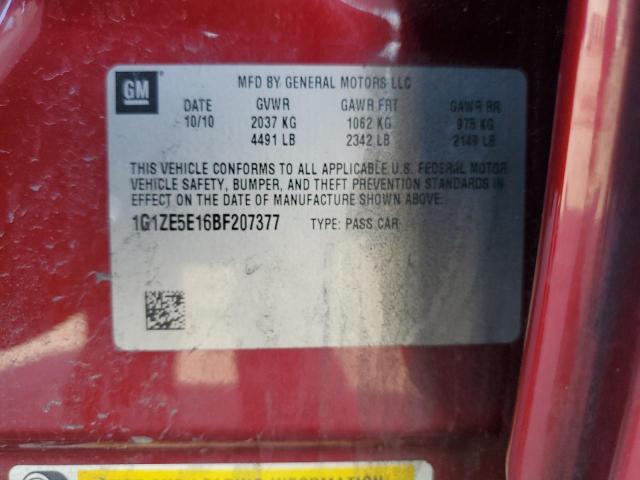 GM
MFD BY GENERAL MOTORS LLC
DATE GVWR GAWR FRT GAWR RR
10/10 2037 KG 1062 KG 975 KG
4491 LB 2342 LB 2149 LB
THIS VEHICLE CONFORMS TO ALL APPLICABLE U.S. FEDERAL MOTOR
VEHICLE SAFETY, BUMPER, AND THEFT PREVENTION STANDARDS IN
EFFECT ON THE DATE OF MANUFACTURE SHOWN ABOVE.
1G1ZE5E16BF207377 TYPE: PASS CAR
INFORMATION